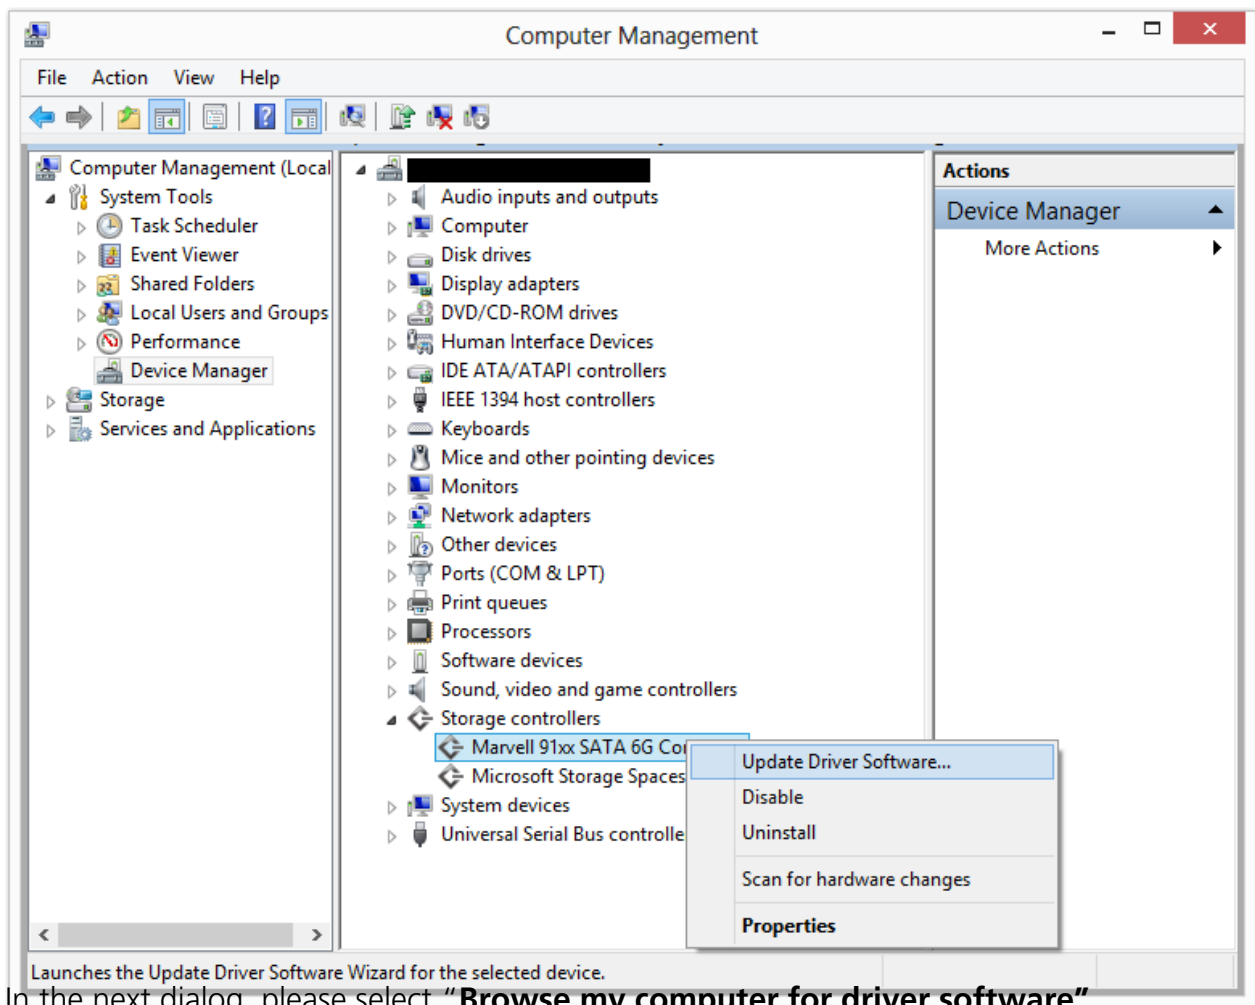 Computer Management
File Action View Help
Computer Management (Local
System Tools
Task Scheduler
Event Viewer
Shared Folders
Local Users and Groups
Performance
Device Manager
Storage
Services and Applications
Audio inputs and outputs
Computer
Disk drives
Display adapters
DVD/CD-ROM drives
Human Interface Devices
IDE ATA/ATAPI controllers
IEEE 1394 host controllers
Keyboards
Mice and other pointing devices
Monitors
Network adapters
Other devices
Ports (COM & LPT)
Print queues
Processors
Software devices
Sound, video and game controllers
Storage controllers
Marvell 91xx SATA 6G Co
Microsoft Storage Spaces
System devices
Universal Serial Bus controlle
Update Driver Software...
Disable
Uninstall
Scan for hardware changes
Properties
Actions
Device Manager
More Actions
Launches the Update Driver Software Wizard for the selected device.
In the next dialog, please select "Browse my computer for driver software"